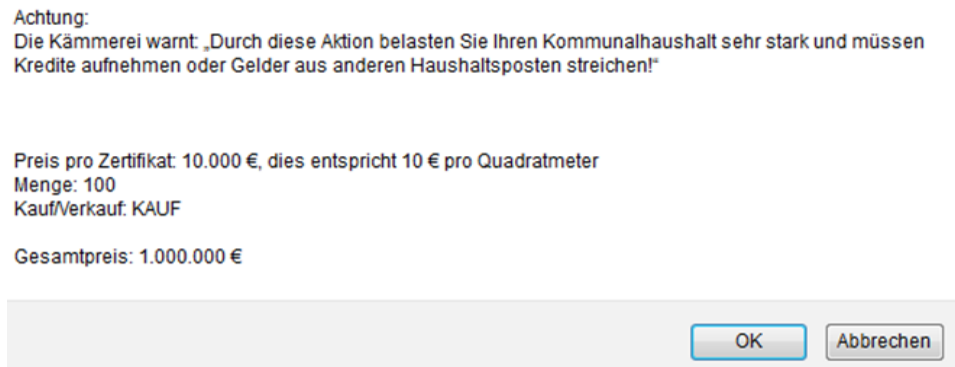 Achtung:
Die Kämmerei warnt: „Durch diese Aktion belasten Sie Ihren Kommunalhaushalt sehr stark und müssen
Kredite aufnehmen oder Gelder aus anderen Haushaltsposten streichen!“
Preis pro Zertifikat: 10.000 €, dies entspricht 10 € pro Quadratmeter
Menge: 100
Kauf/Verkauf: KAUF
Gesamtpreis: 1.000.000 €
OK
Abbrechen